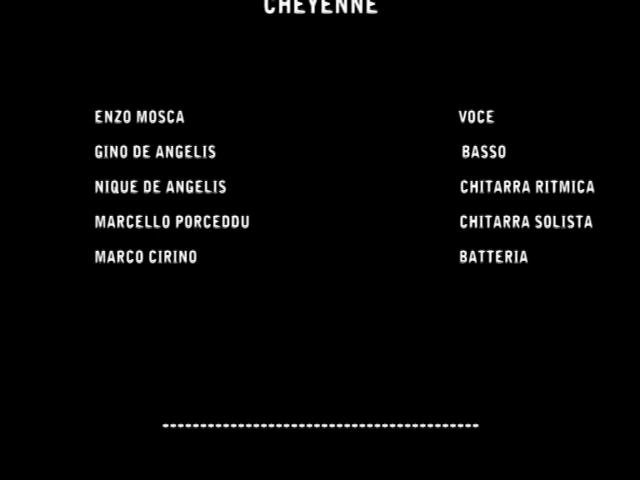 CHEYENNE
ENZO MOSCA VOCE
GINO DE ANGELIS BASSO
NIQUE DE ANGELIS CHITARRA RITMICA
MARCELLO PORCEDDU CHITARRA SOLISTA
MARCO CIRINO BATTERIA
------------------------------------------